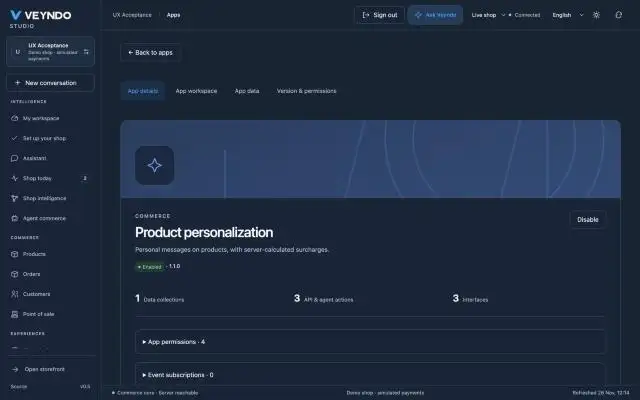 VEYNDO
STUDIO
U
UX Acceptance
Demo shop · simulated
payments
+ New conversation
INTELLIGENCE
My workspace
Set up your shop
Assistant
Shop today 2
Shop intelligence
Agent commerce
COMMERCE
Products
Orders
Customers
Point of sale
EXPERIENCES
Open storefront
Source v0.5
UX Acceptance Apps
Sign out
Ask Veyndo
Live shop
Connected
English
← Back to apps
App details App workspace App data Version & permissions
COMMERCE
Product personalization
Disable
Personal messages on products, with server-calculated surcharges.
Enabled · 1.1.0
1 Data collections 3 API & agent actions 3 Interfaces
App permissions · 4
Event subscriptions · 0
Commerce core · Server reachable Demo shop · simulated payments Refreshed 26 Nov, 12:14